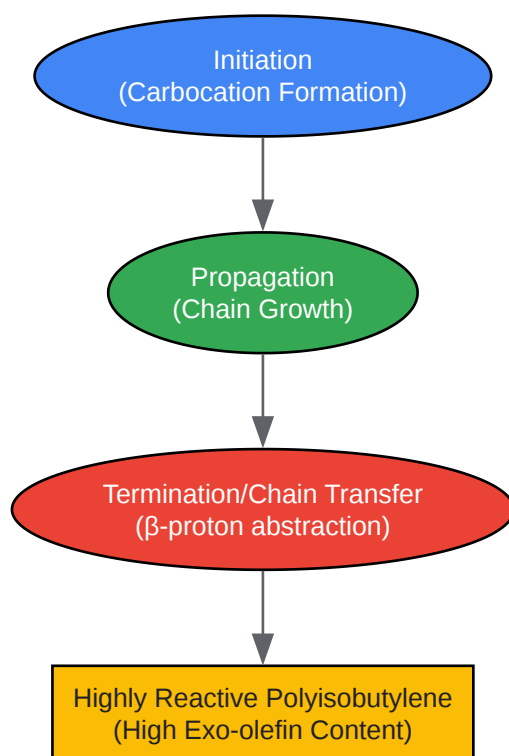 Initiation
(Carbocation Formation)
Propagation
(Chain Growth)
Termination/Chain Transfer
(β-proton abstraction)
Highly Reactive Polyisobutylene
(High Exo-olefin Content)